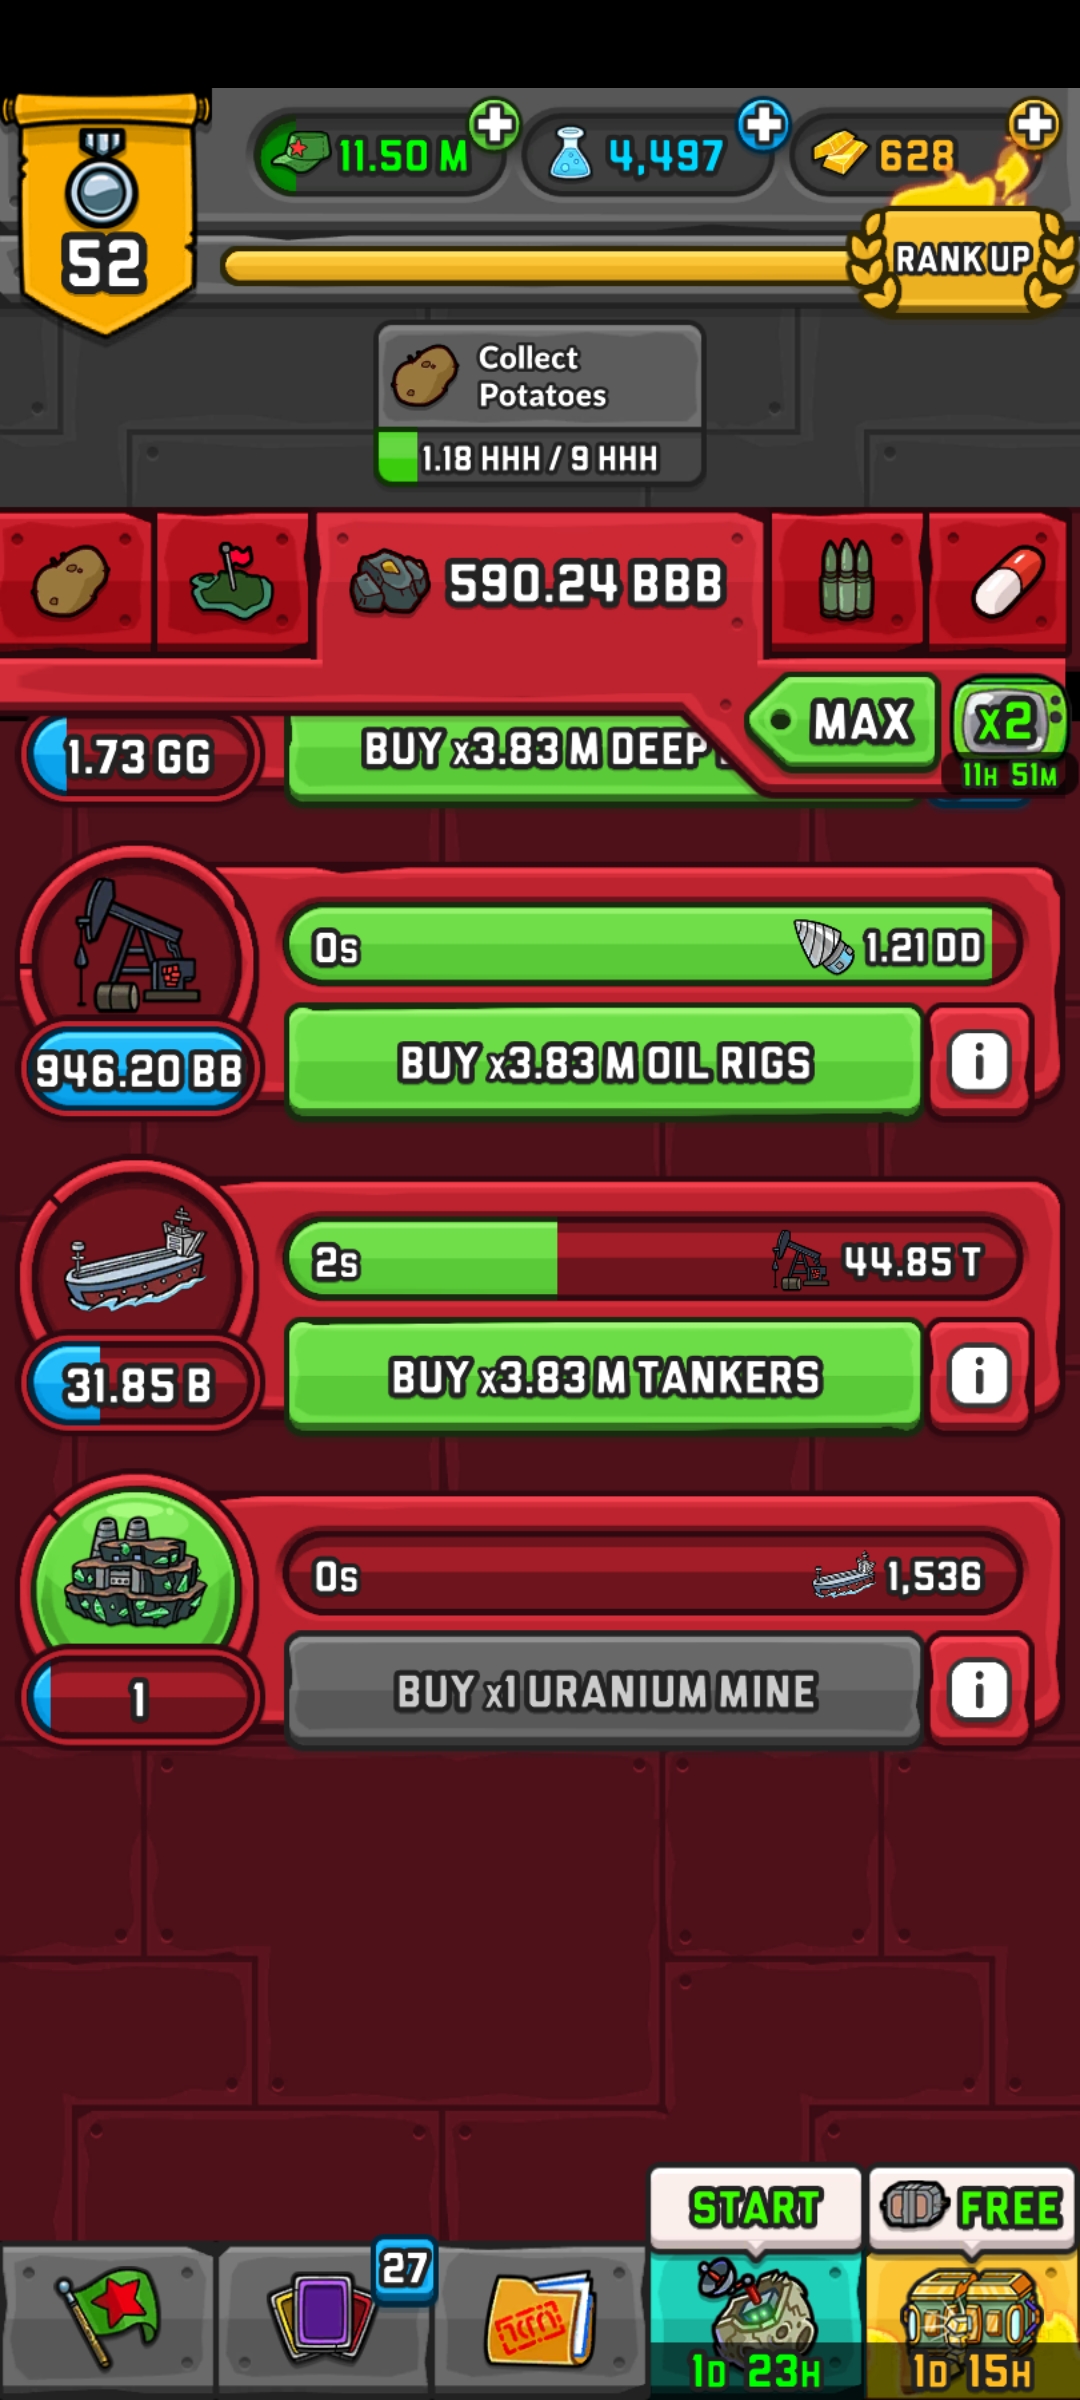 52
11.50 M
4,497
628
RANK UP
Collect
Potatoes
1.18 HHH / 9 HHH
590.24 BBB
MAX
x2
11H 51M
1.73 GG
BUY x3.83 M DEEP
0s
1.21 DD
946.20 BB
BUY x3.83 M OIL RIGS
i
2s
44.85 T
31.85 B
BUY x3.83 M TANKERS
i
0s
1,536
1
BUY x1 URANIUM MINE
i
START
FREE
27
1D 23H
1D 15H